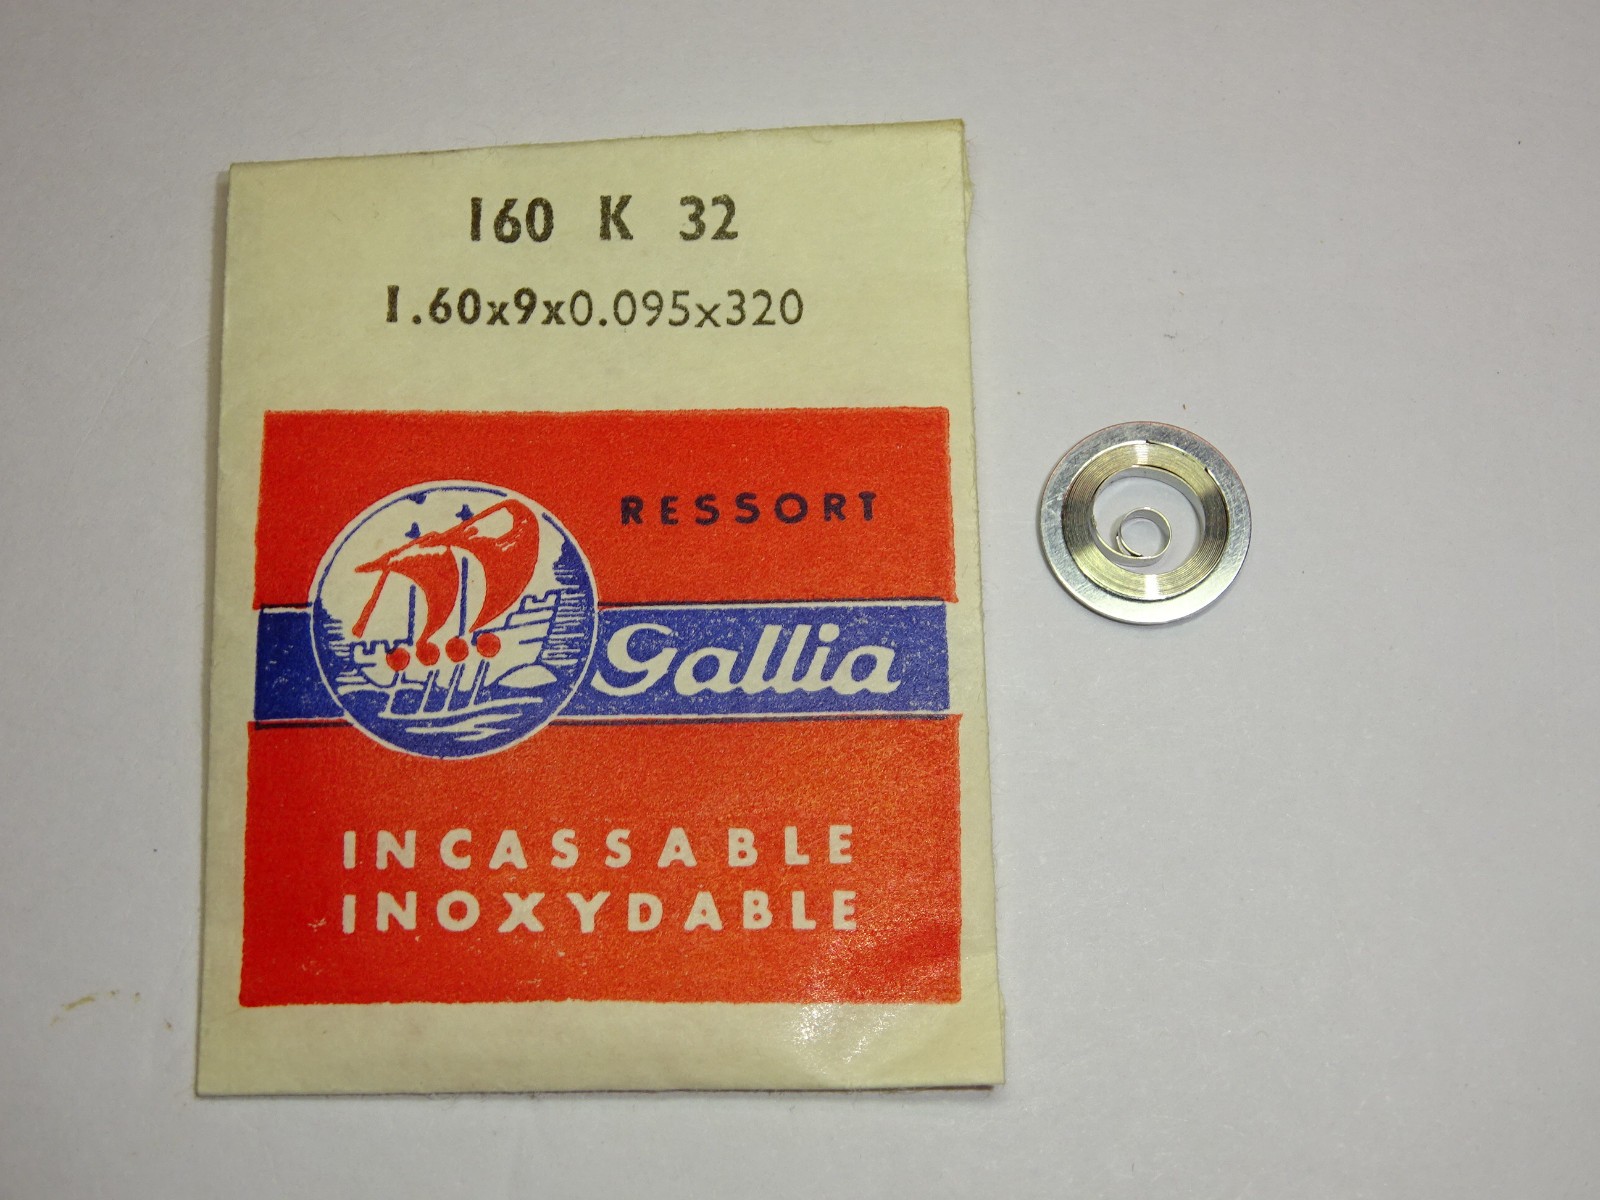 160 K 32
1.60x9x0.095x320
RESSORT
Gallia
INCASSABLE
INOXYDABLE